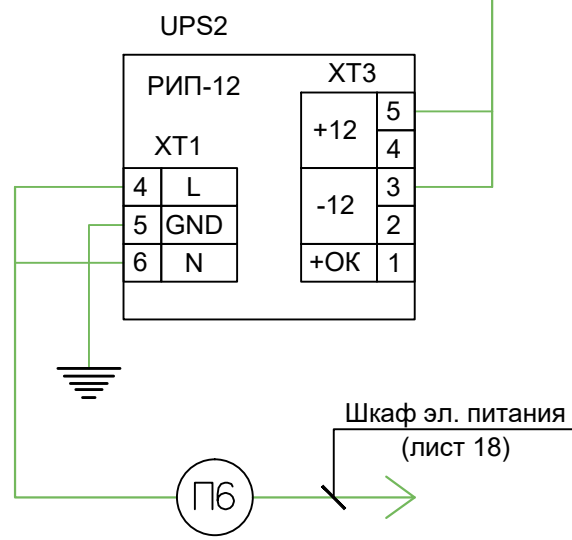 UPS2
РИП-12
XT3
+12
5
4
-12
3
2
+ОК
1
XT1
4
L
5
GND
6
N
Шкаф эл. питания
(лист 18)
П6